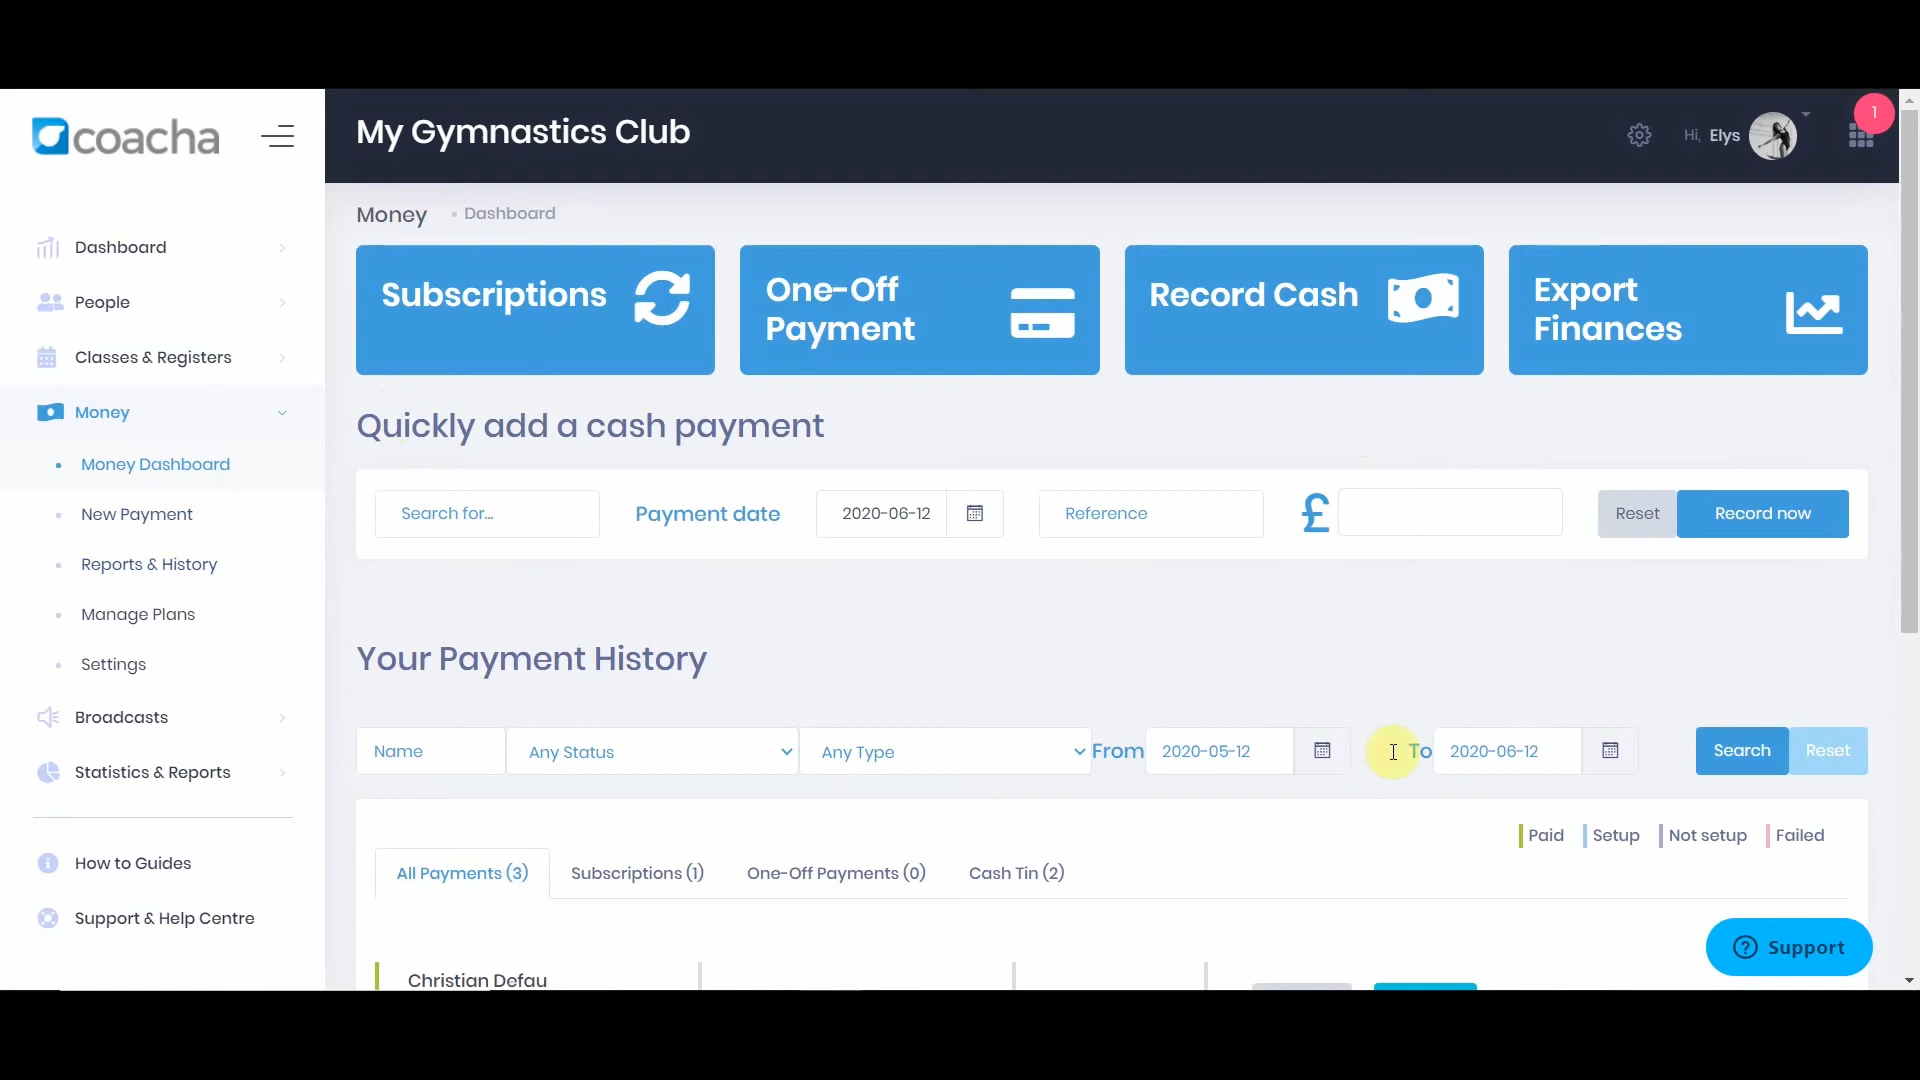 coacha
My Gymnastics Club
Hi, Elys
1
Dashboard
People
Classes & Registers
Money
Money Dashboard
New Payment
Reports & History
Manage Plans
Settings
Broadcasts
Statistics & Reports
How to Guides
Support & Help Centre
Money • Dashboard
Subscriptions
One-Off Payment
Record Cash
Export Finances
Quickly add a cash payment
Search for... Payment date 2020-06-12 Reference £ Reset Record now
Your Payment History
Name Any Status Any Type From 2020-05-12 To 2020-06-12 Search Reset
Paid Setup Not setup Failed
All Payments (3) Subscriptions (1) One-Off Payments (0) Cash Tin (2)
Christian Defau
Support